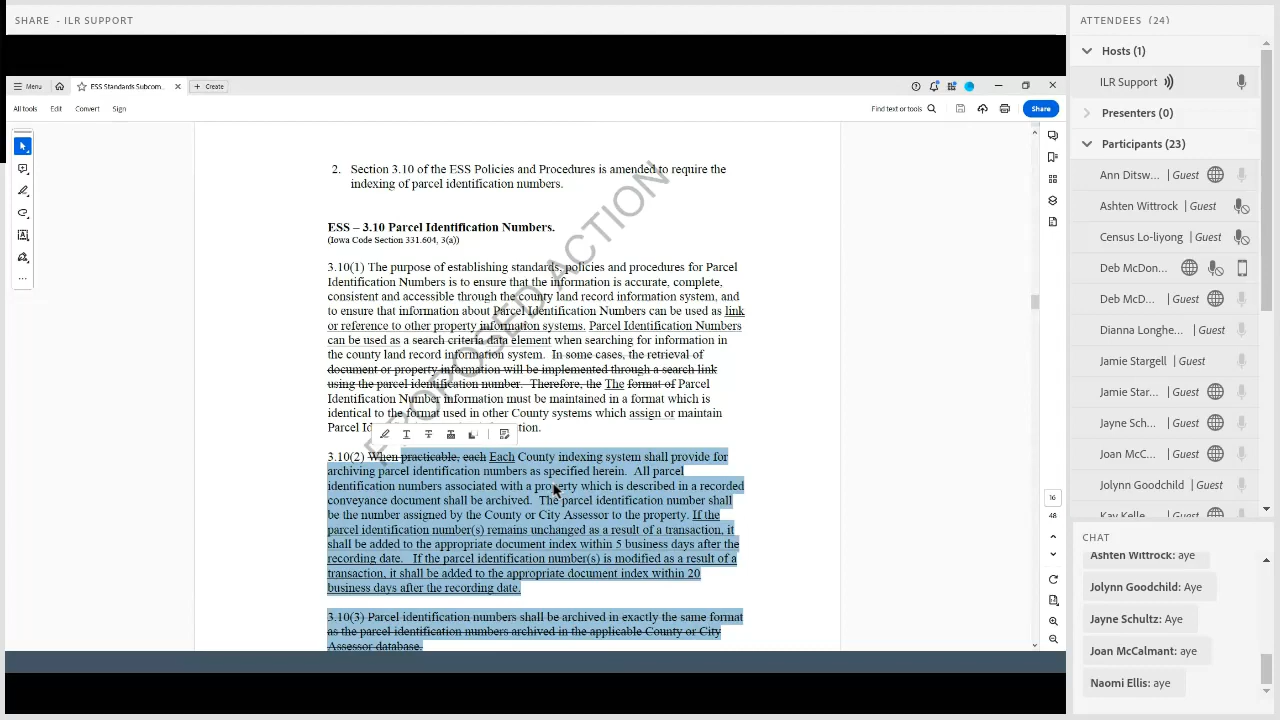 SHARE - ILR SUPPORT
Menu
ESS Standards Subcom...
Create
All tools
Edit
Convert
Sign
Find text or tools
Share
2. Section 3.10 of the ESS Policies and Procedures is amended to require the
indexing of parcel identification numbers.
ESS – 3.10 Parcel Identification Numbers.
(Iowa Code Section 331.604, 3(a))
3.10(1) The purpose of establishing standards, policies and procedures for Parcel
Identification Numbers is to ensure that the information is accurate, complete,
consistent and accessible through the county land record information system, and
to ensure that information about Parcel Identification Numbers can be used as link
or reference to other property information systems. Parcel Identification Numbers
can be used as a search criteria data element when searching for information in
the county land record information system. In some cases, the retrieval of
document or property information will be implemented through a search link
using the parcel identification number. Therefore, the The format of Parcel
Identification Number information must be maintained in a format which is
identical to the format used in other County systems which assign or maintain
Parcel Id
tion.
3.10(2) When practicable, each Each County indexing system shall provide for
archiving parcel identification numbers as specified herein. All parcel
identification numbers associated with a property which is described in a recorded
conveyance document shall be archived. The parcel identification number shall
be the number assigned by the County or City Assessor to the property. If the
parcel identification number(s) remains unchanged as a result of a transaction, it
shall be added to the appropriate document index within 5 business days after the
recording date. If the parcel identification number(s) is modified as a result of a
transaction, it shall be added to the appropriate document index within 20
business days after the recording date.
3.10(3) Parcel identification numbers shall be archived in exactly the same format
as the parcel identification numbers archived in the applicable County or City
Assessor database.
PROPOSED ACTION
16
48
ATTENDEES (24)
Hosts (1)
ILR Support
Presenters (0)
Participants (23)
Ann Ditsw... | Guest
Ashten Wittrock | Guest
Census Lo-liyong | Guest
Deb McDon...
Deb McD... | Guest
Dianna Longhe... | Guest
Jamie Stargell | Guest
Jamie Star... | Guest
Jayne Sch... | Guest
Joan McC... | Guest
Jolynn Goodchild | Guest
Kay Kelle... | Guest
CHAT
Ashten Wittrock: aye
Jolynn Goodchild: Aye
Jayne Schultz: Aye
Joan McCalmant: aye
Naomi Ellis: aye